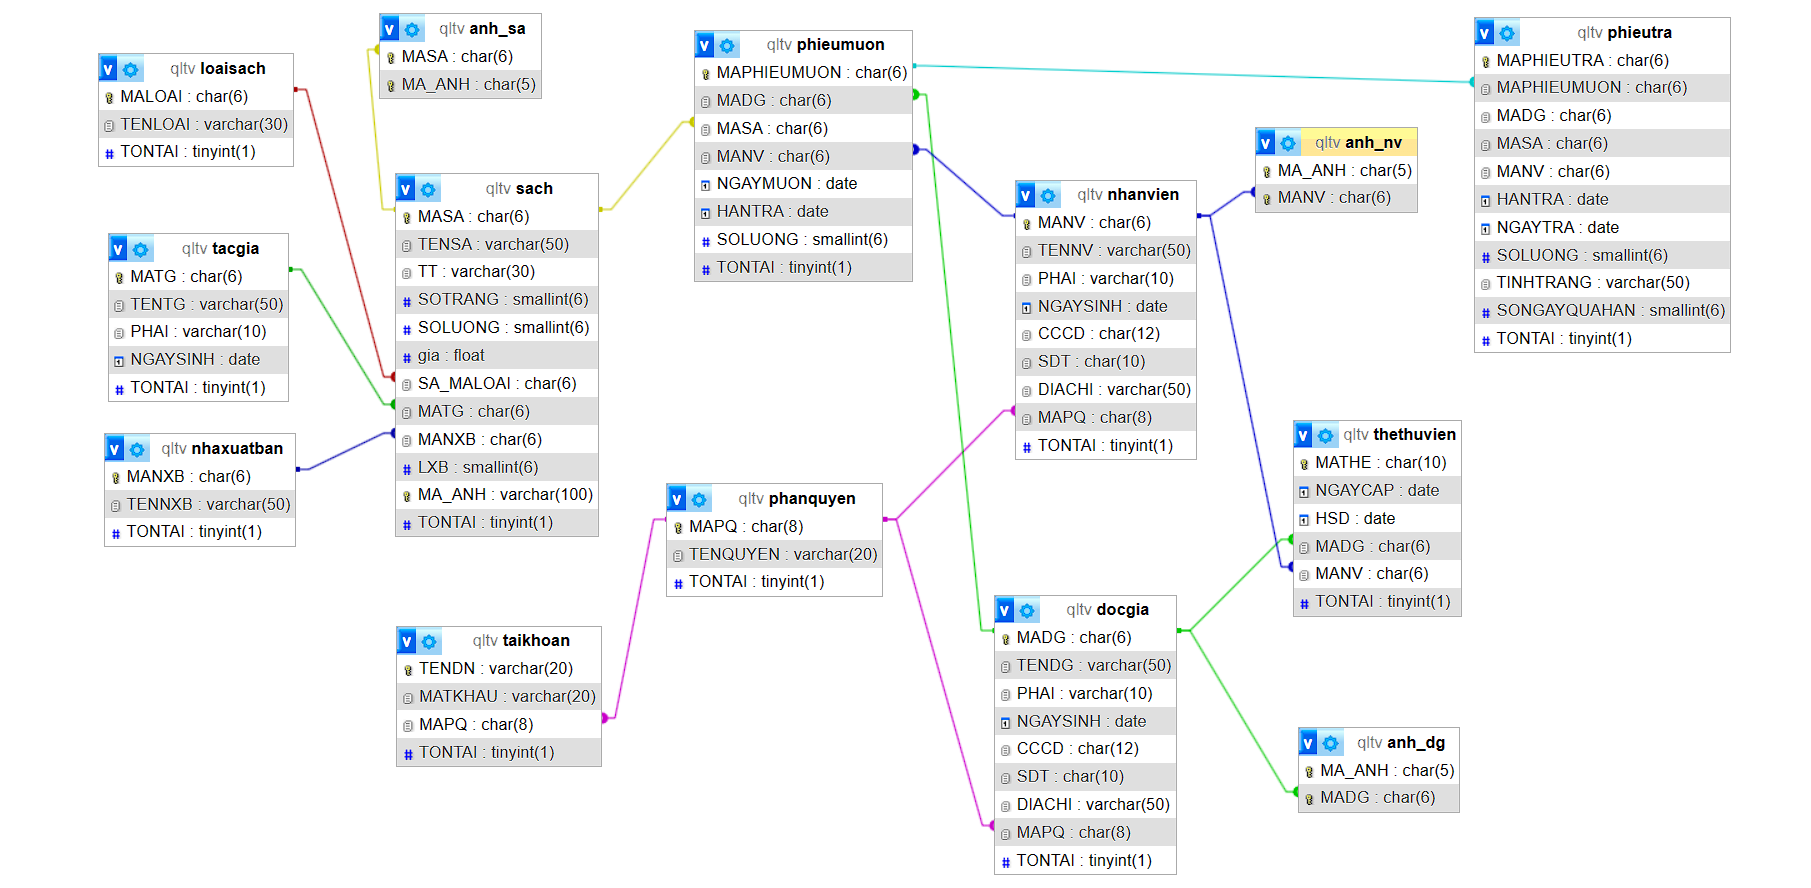 qltv loaisach
MALOAI : char(6)
TENLOAI : varchar(30)
TONTAI : tinyint(1)
qltv tacgia
MATG : char(6)
TENTG : varchar(50)
PHAI : varchar(10)
NGAYSINH : date
TONTAI : tinyint(1)
qltv nhaxuatban
MANXB : char(6)
TENNXB : varchar(50)
TONTAI : tinyint(1)
qltv anh_sa
MASA : char(6)
MA_ANH : char(5)
qltv sach
MASA : char(6)
TENSA : varchar(50)
TT : varchar(30)
SOTRANG : smallint(6)
SOLUONG : smallint(6)
gia : float
SA_MALOAI : char(6)
MATG : char(6)
MANXB : char(6)
LXB : smallint(6)
MA_ANH : varchar(100)
TONTAI : tinyint(1)
qltv taikhoan
TENDN : varchar(20)
MATKHAU : varchar(20)
MAPQ : char(8)
TONTAI : tinyint(1)
qltv phieumuon
MAPHIEUMUON : char(6)
MADG : char(6)
MASA : char(6)
MANV : char(6)
NGAYMUON : date
HANTRA : date
SOLUONG : smallint(6)
TONTAI : tinyint(1)
qltv phanquyen
MAPQ : char(8)
TENQUYEN : varchar(20)
TONTAI : tinyint(1)
qltv nhanvien
MANV : char(6)
TENNV : varchar(50)
PHAI : varchar(10)
NGAYSINH : date
CCCD : char(12)
SDT : char(10)
DIACHI : varchar(50)
MAPQ : char(8)
TONTAI : tinyint(1)
qltv docgia
MADG : char(6)
TENDG : varchar(50)
PHAI : varchar(10)
NGAYSINH : date
CCCD : char(12)
SDT : char(10)
DIACHI : varchar(50)
MAPQ : char(8)
TONTAI : tinyint(1)
qltv anh_nv
MA_ANH : char(5)
MANV : char(6)
qltv phieutra
MAPHIEUTRA : char(6)
MAPHIEUMUON : char(6)
MADG : char(6)
MASA : char(6)
MANV : char(6)
HANTRA : date
NGAYTRA : date
SOLUONG : smallint(6)
TINHTRANG : varchar(50)
SONGAYQUAHAN : smallint(6)
TONTAI : tinyint(1)
qltv thethuvien
MATHE : char(10)
NGAYCAP : date
HSD : date
MADG : char(6)
MANV : char(6)
TONTAI : tinyint(1)
qltv anh_dg
MA_ANH : char(5)
MADG : char(6)